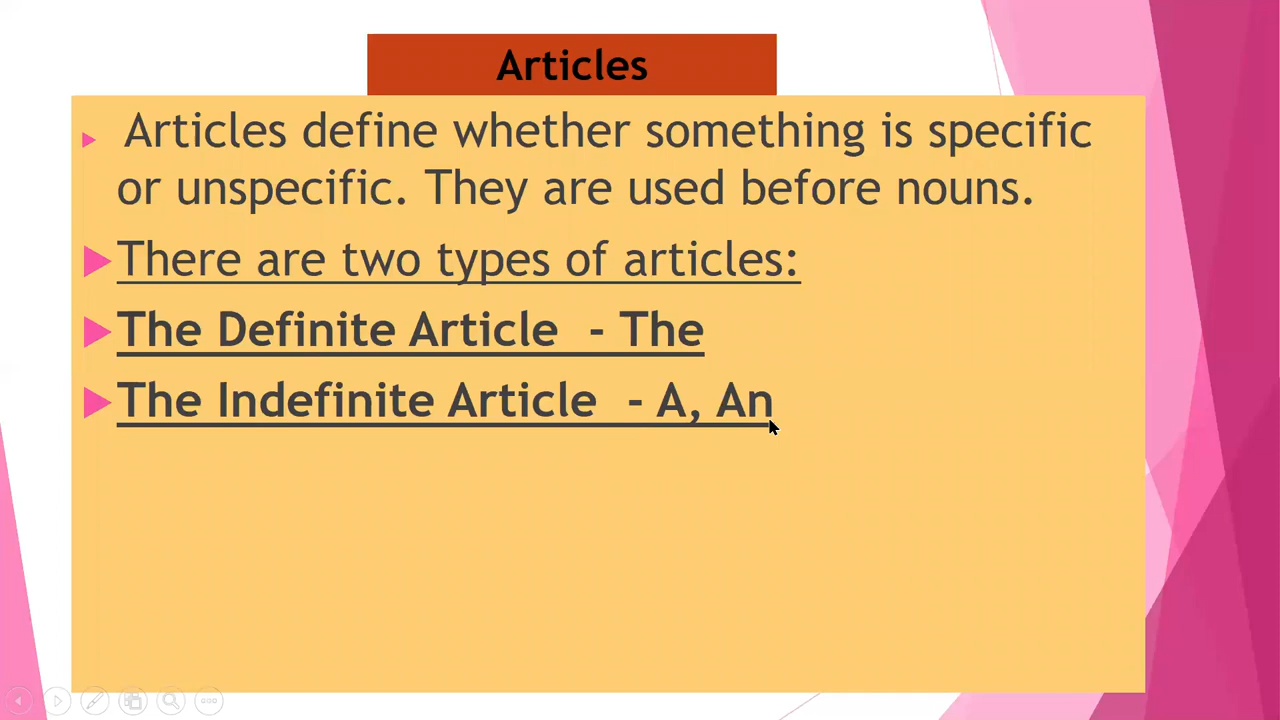 Articles
Articles define whether something is specific
or unspecific. They are used before nouns.
There are two types of articles:
The Definite Article - The
The Indefinite Article - A, An